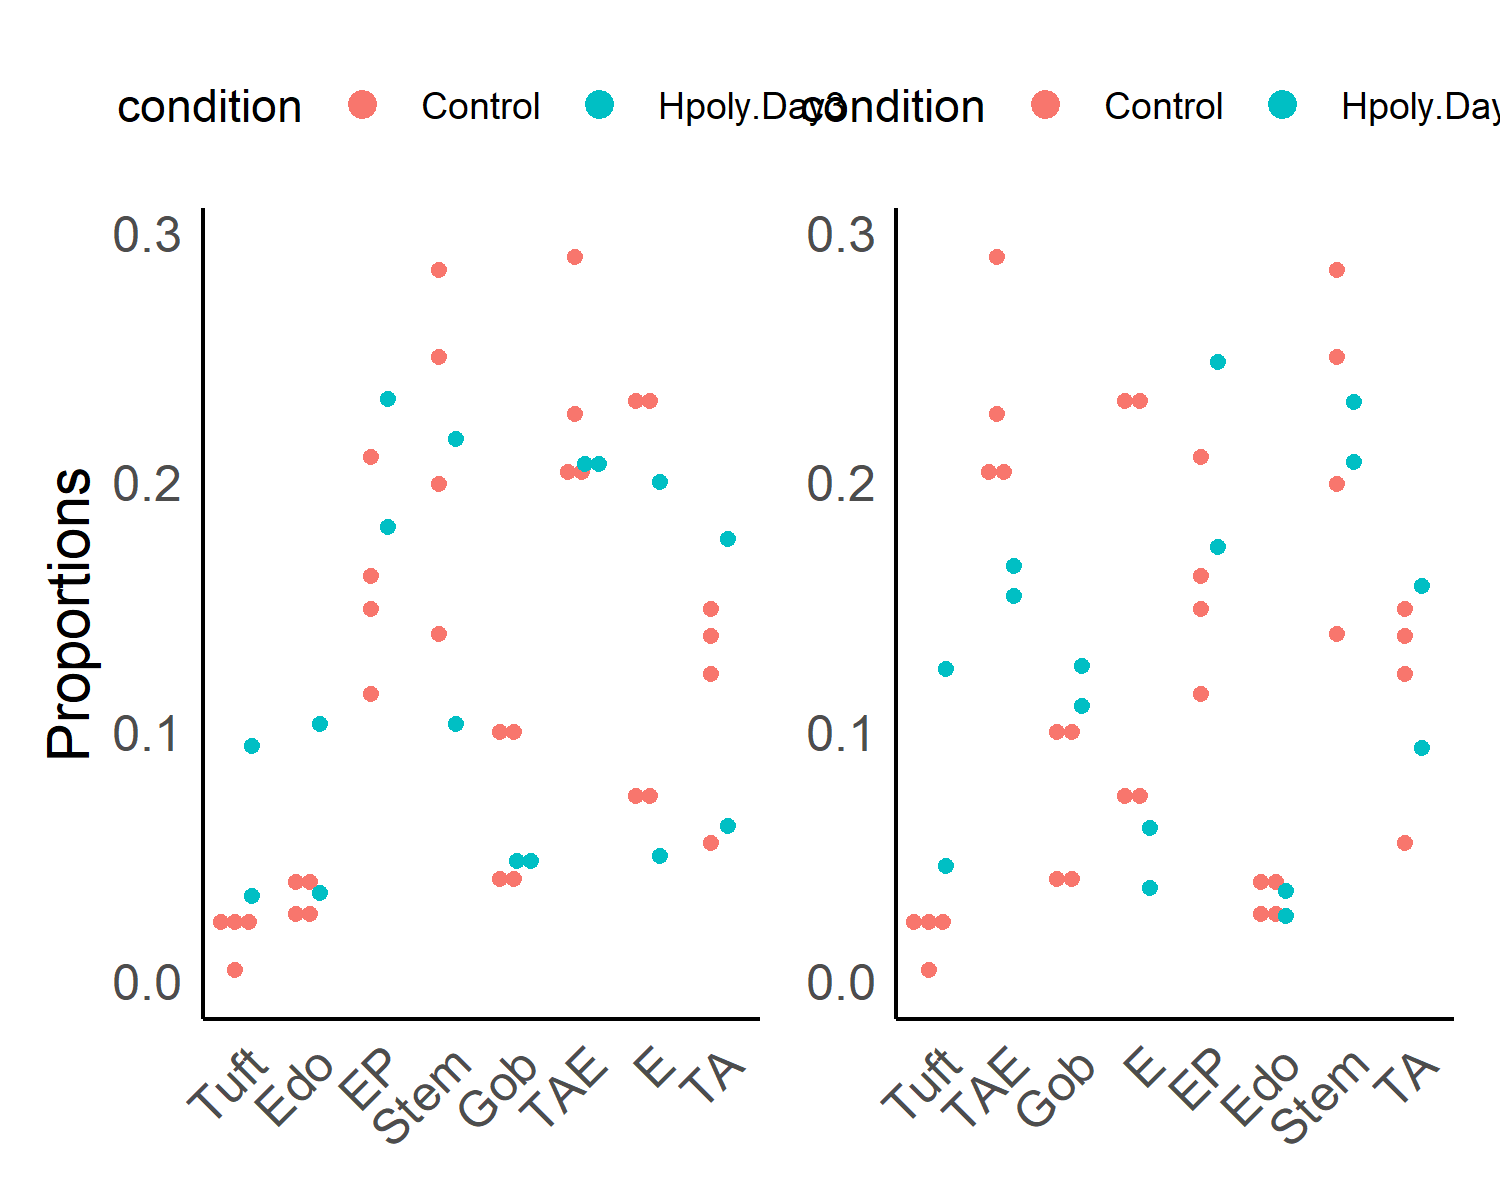 condition Control Hpoly.Day3
condition Control Hpoly.Day
Proportions
0.3
0.2
0.1
0.0
Tuft Edo EP Stem Gob TAE E TA
0.3
0.2
0.1
0.0
Tuft TAE Gob E EP Edo Stem TA